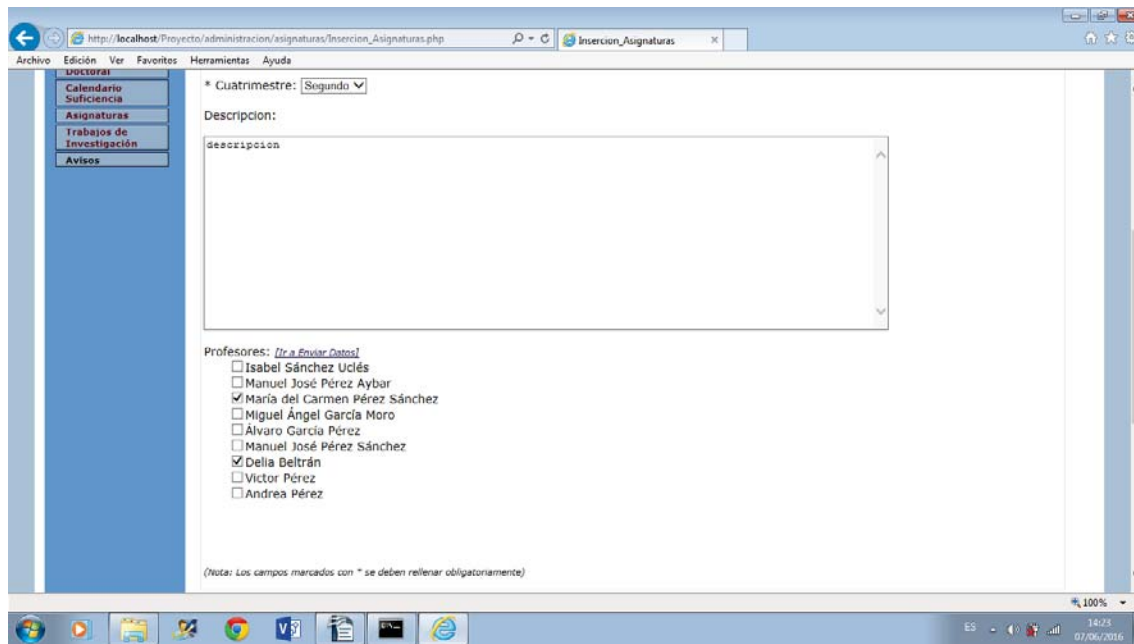 http://localhost/Proyecto/administracion/asignaturas/Insercion_Asignaturas.php
Insercion_Asignaturas
Archivo Edición Ver Favoritos Herramientas Ayuda
Doctoral
Calendario
Suficiencia
Asignaturas
Trabajos de
Investigación
Avisos
* Cuatrimestre: Segundo
Descripcion:
descripcion
Profesores: [Ir a Enviar Datos]
Isabel Sánchez Uclés
Manuel José Pérez Aybar
María del Carmen Pérez Sánchez
Miguel Ángel García Moro
Álvaro García Pérez
Manuel José Pérez Sánchez
Delia Beltrán
Victor Pérez
Andrea Pérez
(Nota: Los campos marcados con * se deben rellenar obligatoriamente)
100%
ES
14:23
07/06/2016